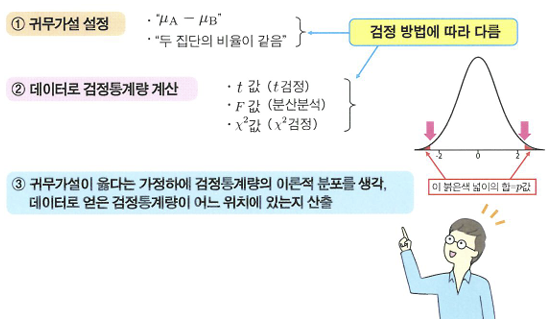 ① 귀무가설 설정
· “μA − μB”
· “두 집단의 비율이 같음”
검정 방법에 따라 다름
② 데이터로 검정통계량 계산
· t 값 (t 검정)
· F 값 (분산분석)
· χ²값 (χ²검정)
-2 0 2
이 붉은색 넓이의 합=p값
③ 귀무가설이 옳다는 가정하에 검정통계량의 이론적 분포를 생각,
데이터로 얻은 검정통계량이 어느 위치에 있는지 산출